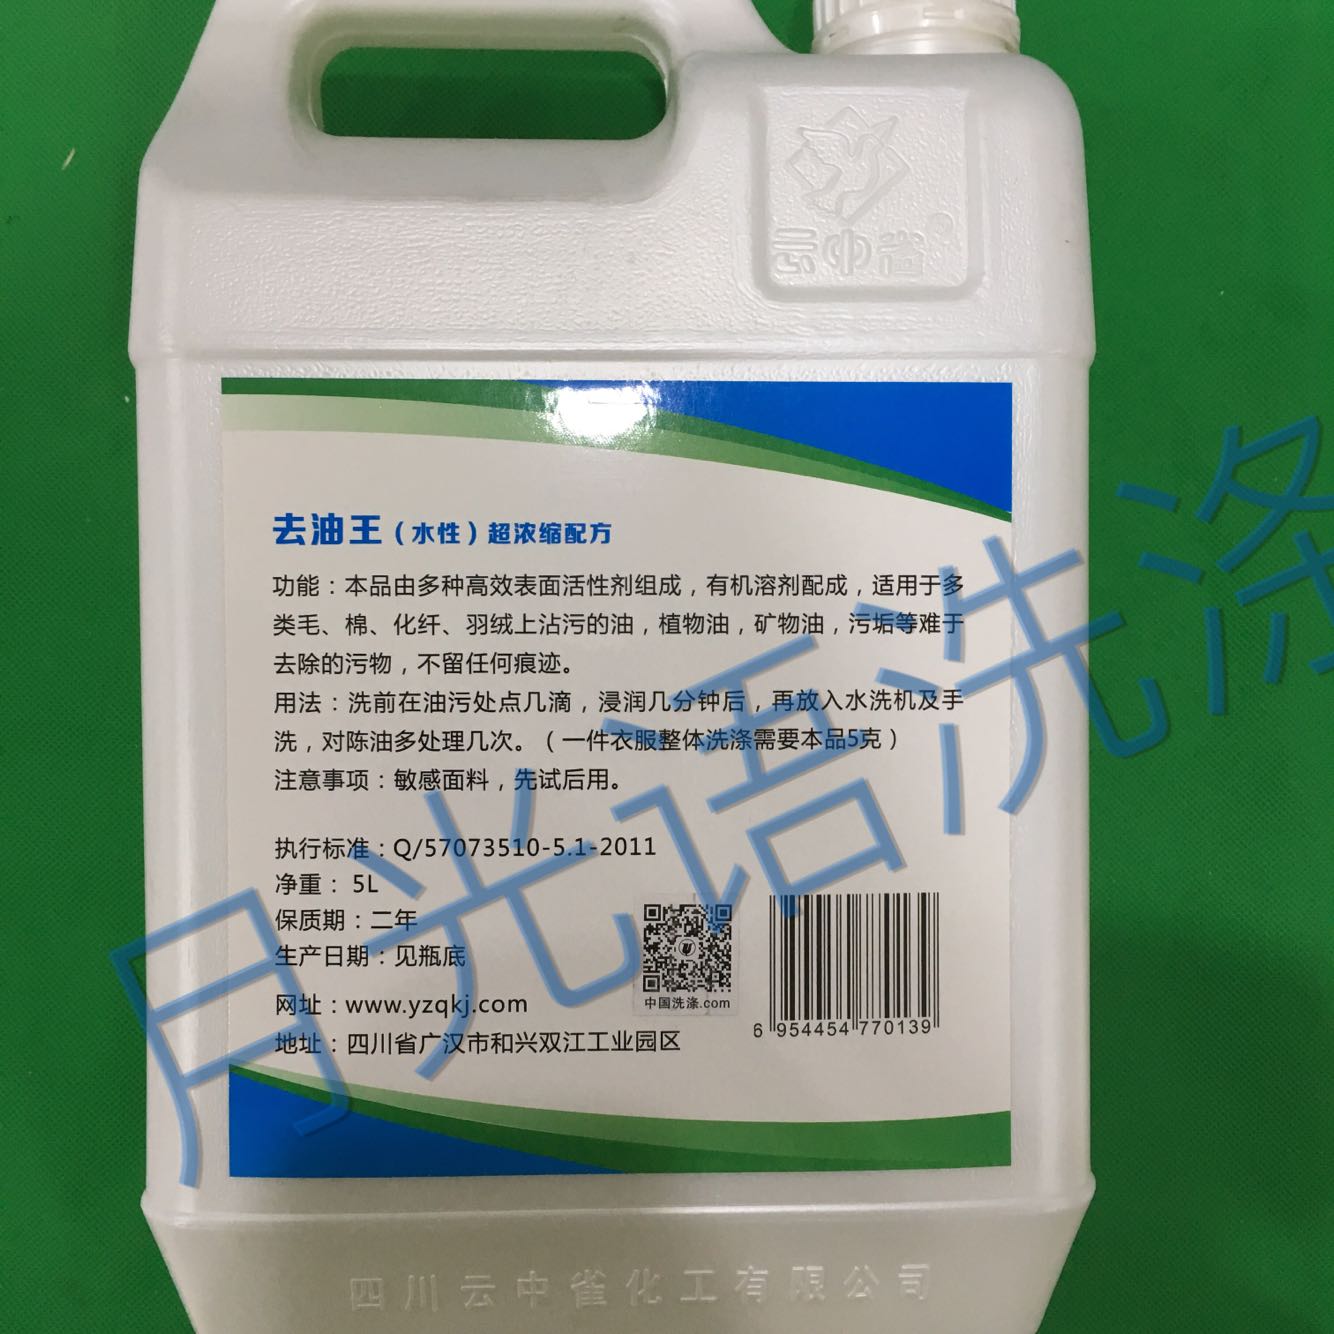 云中雀®
去油王（水性）超浓缩配方
功能：本品由多种高效表面活性剂组成，有机溶剂配成，适用于多
类毛、棉、化纤、羽绒上沾污的油，植物油，矿物油，污垢等难于
去除的污物，不留任何痕迹。
用法：洗前在油污处点几滴，浸润几分钟后，再放入水洗机及手
洗，对陈油多处理几次。（一件衣服整体洗涤需要本品5克）
注意事项：敏感面料，先试后用。
执行标准：Q/57073510-5.1-2011
净重： 5L
保质期：二年
生产日期：见瓶底
网址：www.yzqkj.com
地址：四川省广汉市和兴双江工业园区
中国洗涤.com
6 954454 770139
四川云中雀化工有限公司
月光语洗涤